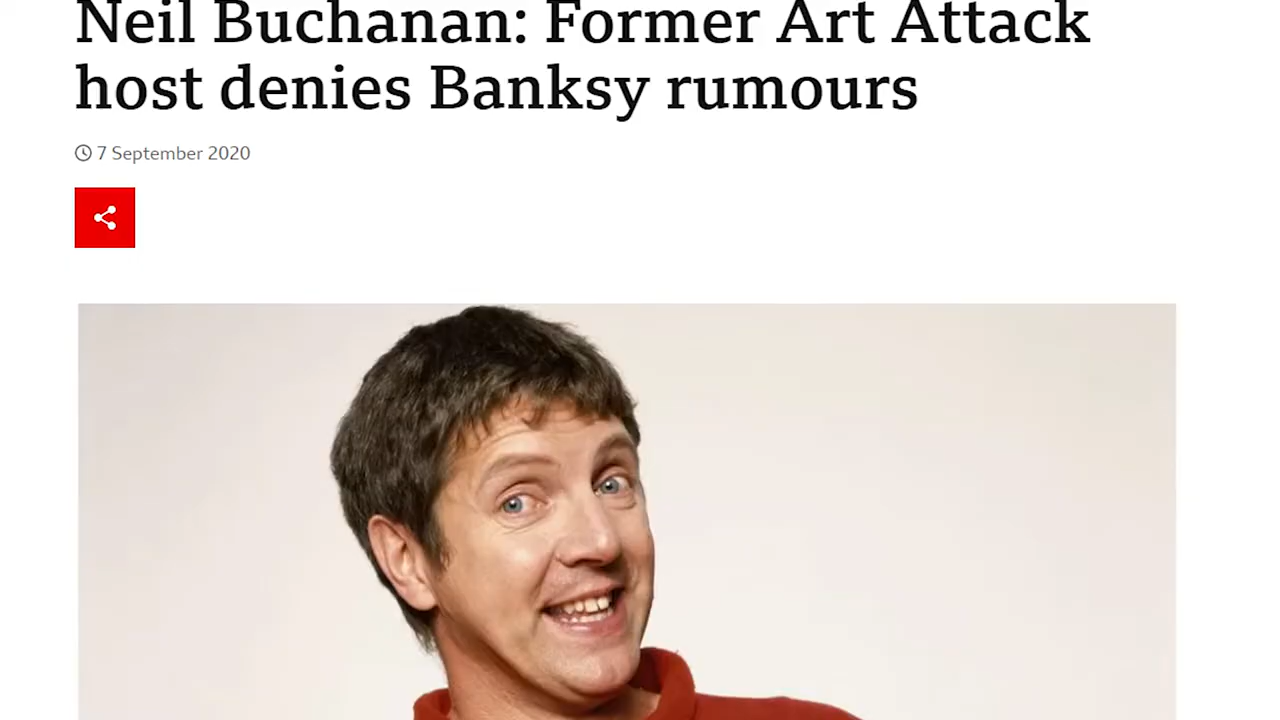 Neil Buchanan: Former Art Attack
host denies Banksy rumours
7 September 2020